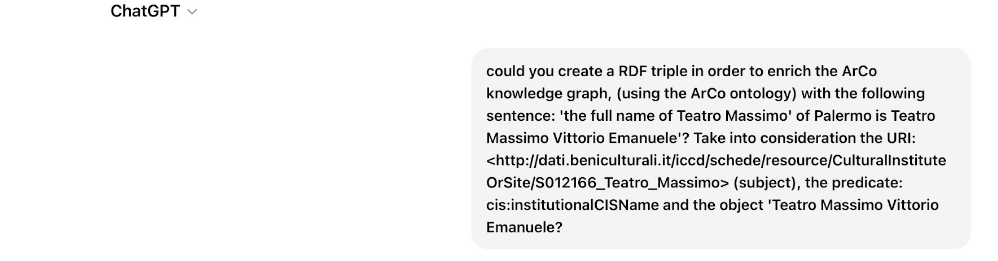 ChatGPT
could you create a RDF triple in order to enrich the ArCo
knowledge graph, (using the ArCo ontology) with the following
sentence: 'the full name of Teatro Massimo' of Palermo is Teatro
Massimo Vittorio Emanuele'? Take into consideration the URI:
<http://dati.beniculturali.it/iccd/schede/resource/CulturalInstitute
OrSite/S012166_Teatro_Massimo> (subject), the predicate:
cis:institutionalCISName and the object 'Teatro Massimo Vittorio
Emanuele?